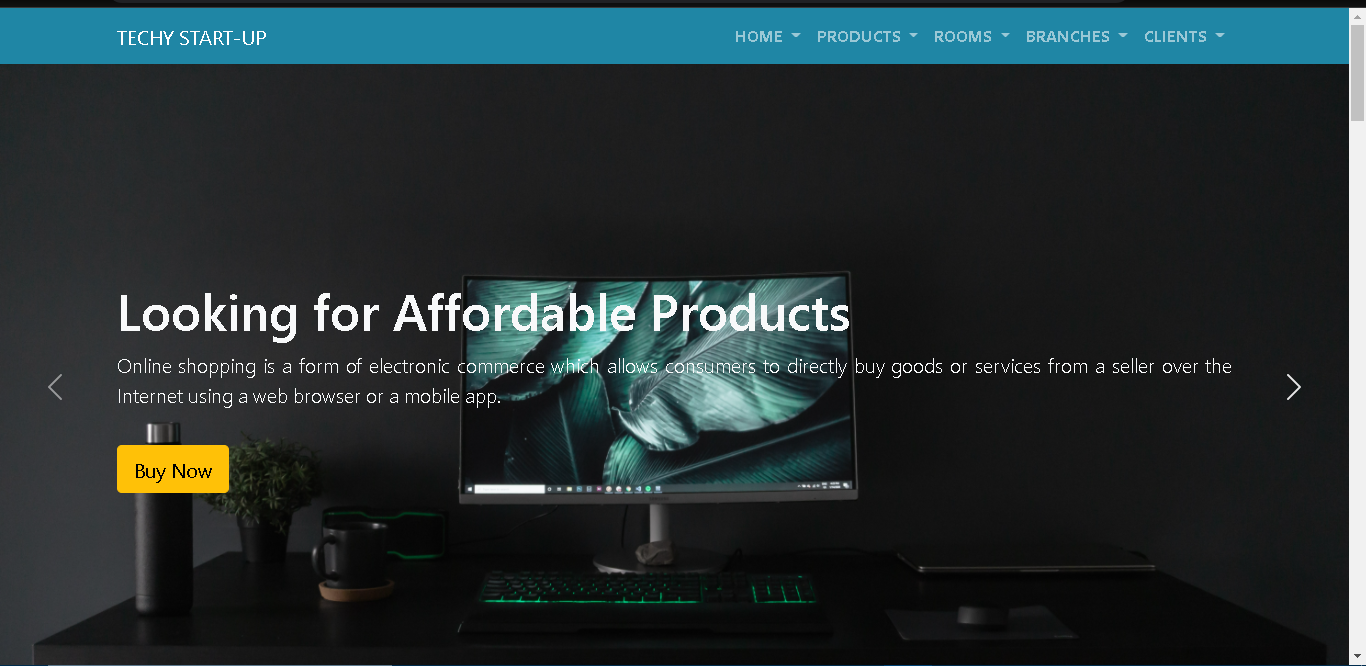 TECHY START-UP
HOME PRODUCTS ROOMS BRANCHES CLIENTS
Looking for Affordable Products
Online shopping is a form of electronic commerce which allows consumers to directly buy goods or services from a seller over the
Internet using a web browser or a mobile app.
Buy Now